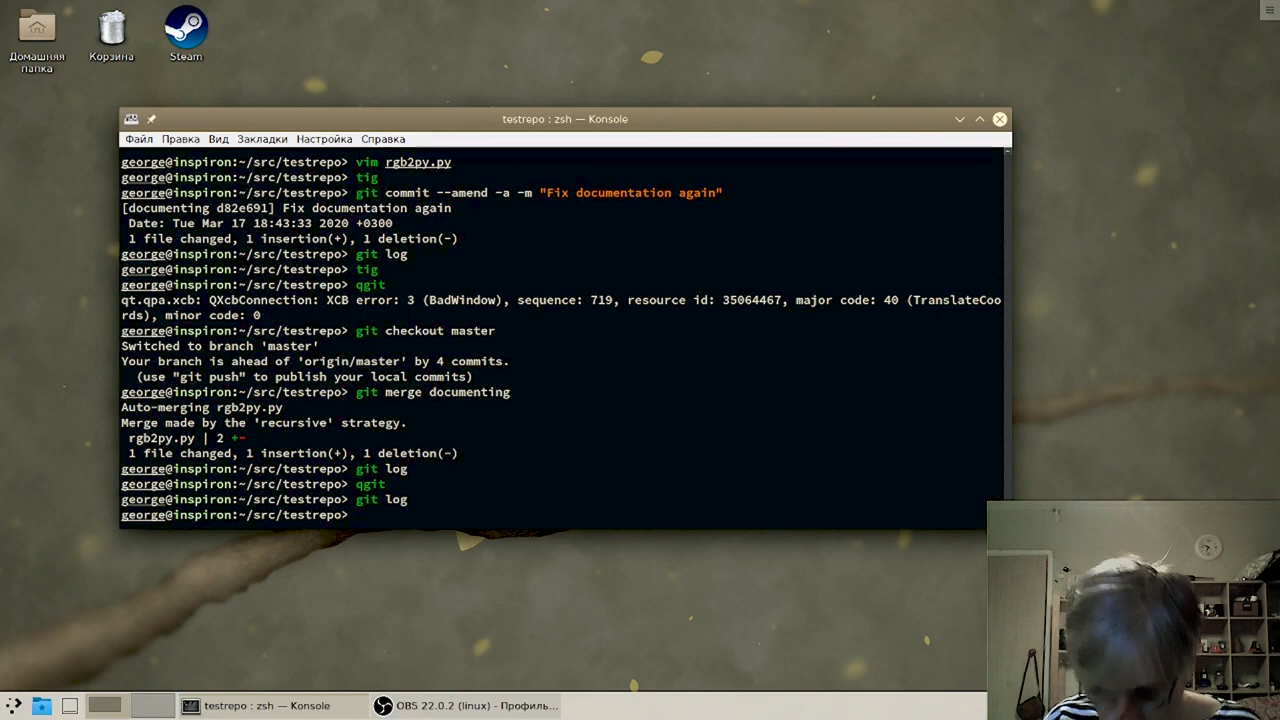 Домашняя папка
Корзина
Steam
testrepo : zsh — Konsole
Файл Правка Вид Закладки Настройка Справка
george@inspiron:~/src/testrepo> vim rgb2py.py
george@inspiron:~/src/testrepo> tig
george@inspiron:~/src/testrepo> git commit --amend -a -m "Fix documentation again"
[documenting d82e691] Fix documentation again
Date: Tue Mar 17 18:43:33 2020 +0300
1 file changed, 1 insertion(+), 1 deletion(-)
george@inspiron:~/src/testrepo> git log
george@inspiron:~/src/testrepo> tig
george@inspiron:~/src/testrepo> qgit
qt.qpa.xcb: QXcbConnection: XCB error: 3 (BadWindow), sequence: 719, resource id: 35064467, major code: 40 (TranslateCoo
rds), minor code: 0
george@inspiron:~/src/testrepo> git checkout master
Switched to branch 'master'
Your branch is ahead of 'origin/master' by 4 commits.
(use "git push" to publish your local commits)
george@inspiron:~/src/testrepo> git merge documenting
Auto-merging rgb2py.py
Merge made by the 'recursive' strategy.
rgb2py.py | 2 +-
1 file changed, 1 insertion(+), 1 deletion(-)
george@inspiron:~/src/testrepo> git log
george@inspiron:~/src/testrepo> qgit
george@inspiron:~/src/testrepo> git log
george@inspiron:~/src/testrepo>
testrepo : zsh — Konsole
OBS 22.0.2 (linux) - Профиль...